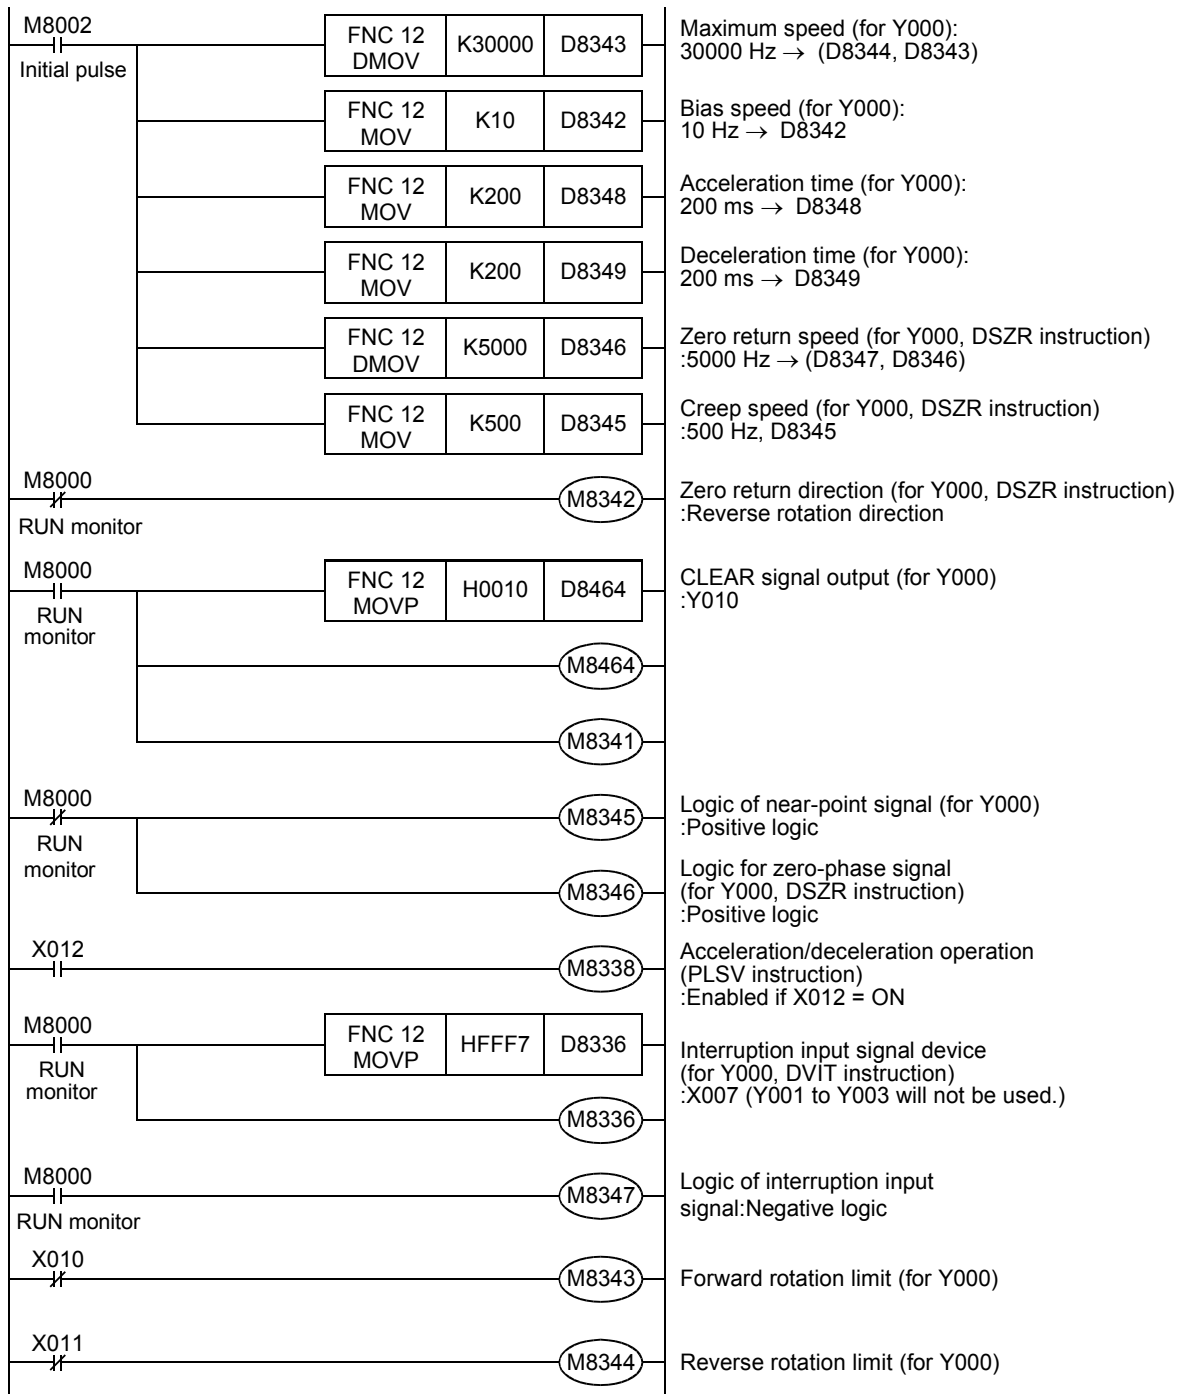 M8002
Initial pulse
FNC 12
DMOV
K30000
D8343
Maximum speed (for Y000):
30000 Hz → (D8344, D8343)
FNC 12
MOV
K10
D8342
Bias speed (for Y000):
10 Hz → D8342
FNC 12
MOV
K200
D8348
Acceleration time (for Y000):
200 ms → D8348
FNC 12
MOV
K200
D8349
Deceleration time (for Y000):
200 ms → D8349
FNC 12
DMOV
K5000
D8346
Zero return speed (for Y000, DSZR instruction)
:5000 Hz → (D8347, D8346)
FNC 12
MOV
K500
D8345
Creep speed (for Y000, DSZR instruction)
:500 Hz, D8345
M8000
RUN monitor
M8342
Zero return direction (for Y000, DSZR instruction)
:Reverse rotation direction
M8000
RUN
monitor
FNC 12
MOVP
H0010
D8464
CLEAR signal output (for Y000)
:Y010
M8464
M8341
M8000
RUN
monitor
M8345
Logic of near-point signal (for Y000)
:Positive logic
M8346
Logic for zero-phase signal
(for Y000, DSZR instruction)
:Positive logic
X012
M8338
Acceleration/deceleration operation
(PLSV instruction)
:Enabled if X012 = ON
M8000
RUN
monitor
FNC 12
MOVP
HFFF7
D8336
Interruption input signal device
(for Y000, DVIT instruction)
:X007 (Y001 to Y003 will not be used.)
M8336
M8000
RUN monitor
M8347
Logic of interruption input
signal:Negative logic
X010
M8343
Forward rotation limit (for Y000)
X011
M8344
Reverse rotation limit (for Y000)